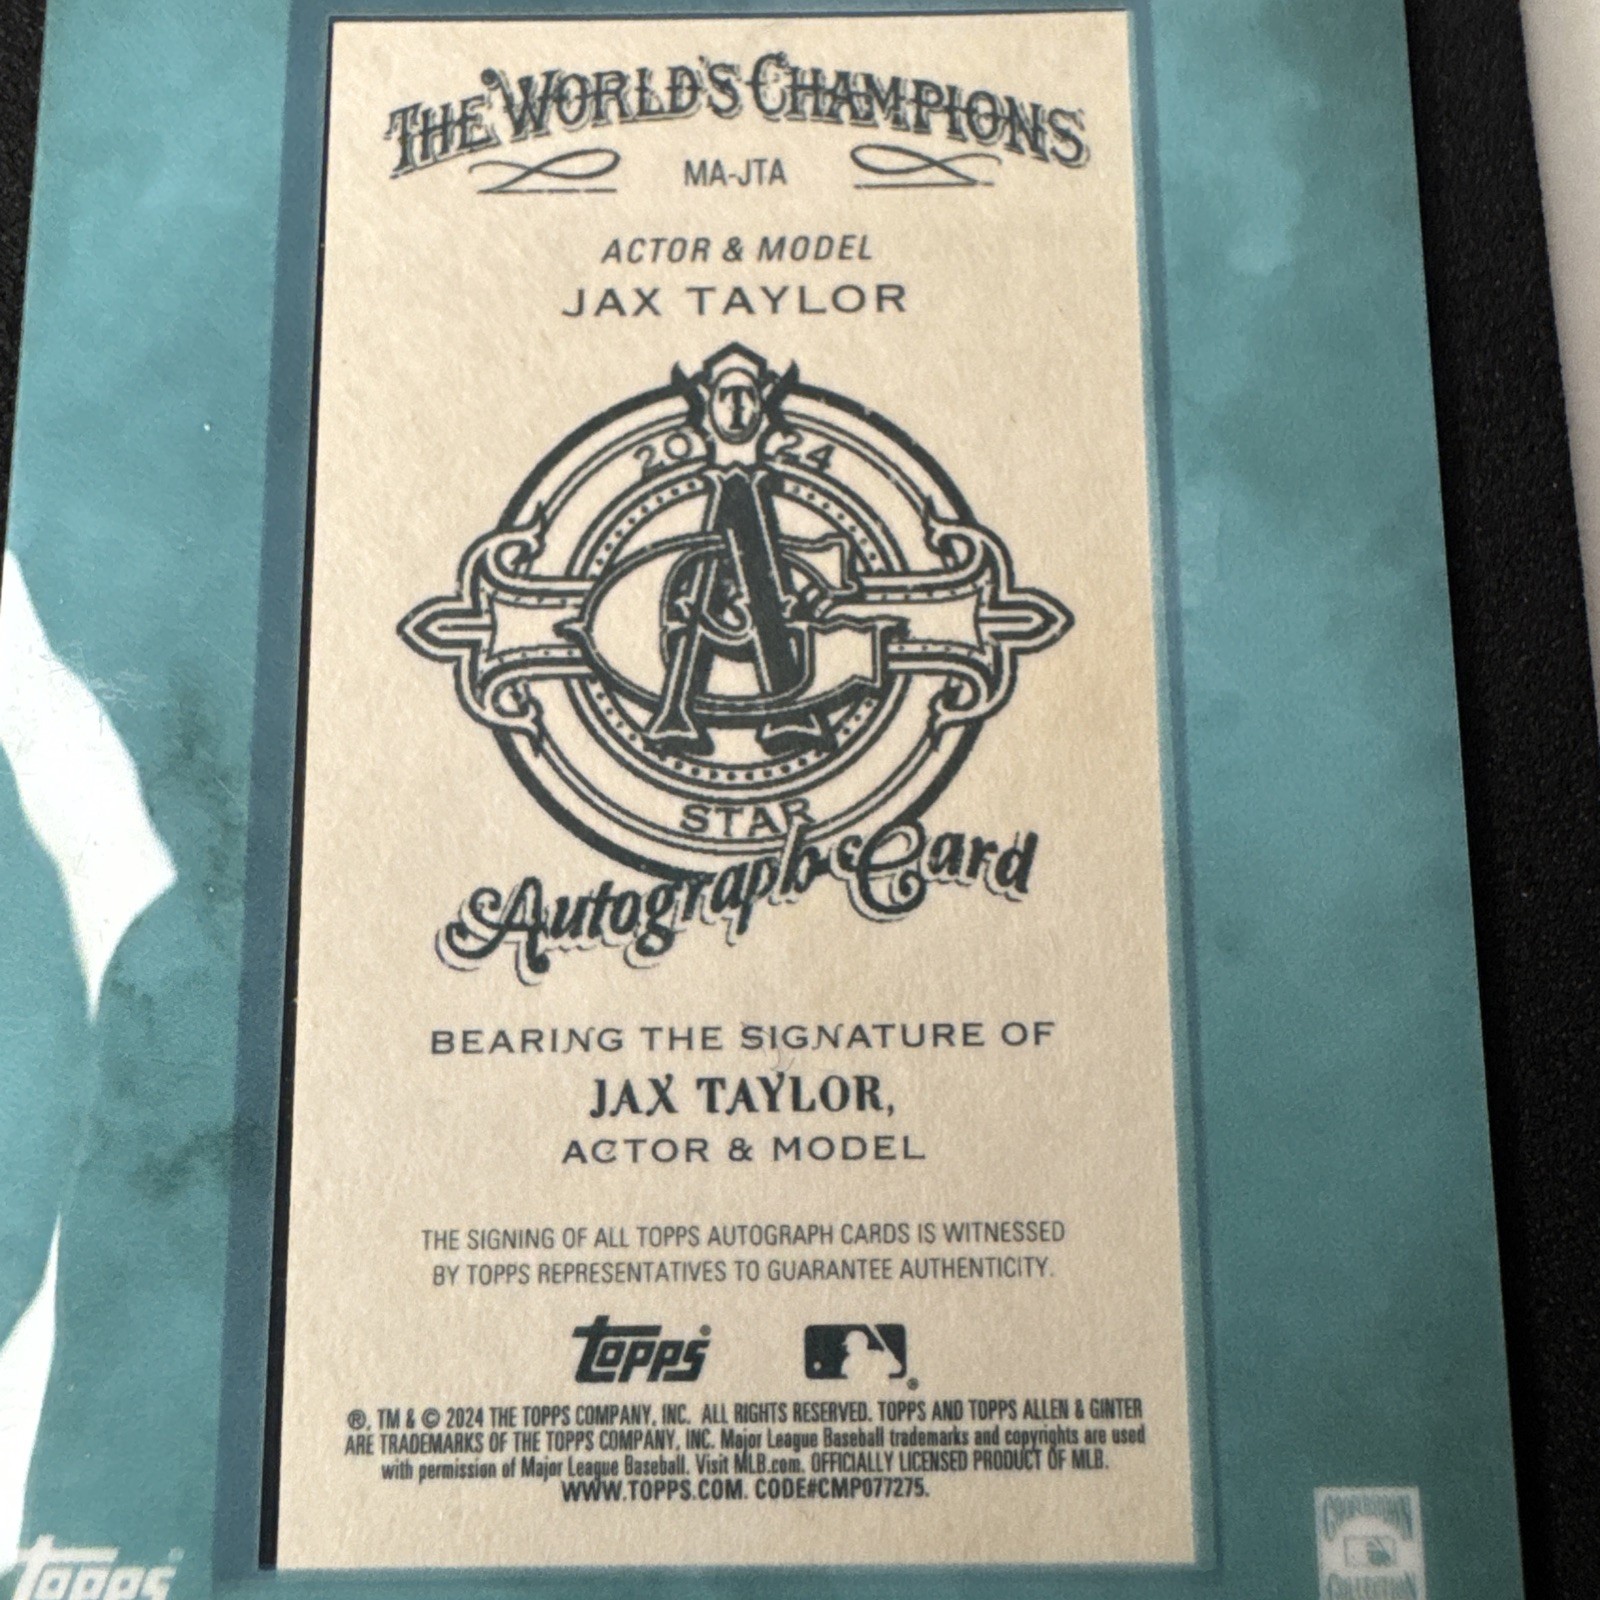 THE WORLD'S CHAMPIONS
MA-JTA
ACTOR & MODEL
JAX TAYLOR
T
20 24
A & G
STAR
Autograph Card
BEARING THE SIGNATURE OF
JAX TAYLOR,
ACTOR & MODEL
THE SIGNING OF ALL TOPPS AUTOGRAPH CARDS IS WITNESSED
BY TOPPS REPRESENTATIVES TO GUARANTEE AUTHENTICITY.
topps ®
®, TM & © 2024 THE TOPPS COMPANY, INC. ALL RIGHTS RESERVED. TOPPS AND TOPPS ALLEN & GINTER
ARE TRADEMARKS OF THE TOPPS COMPANY, INC. Major League Baseball trademarks and copyrights are used
with permission of Major League Baseball. Visit MLB.com. OFFICIALLY LICENSED PRODUCT OF MLB.
WWW.TOPPS.COM. CODE#CMP077275.
topps
COOPERSTOWN
COLLECTION